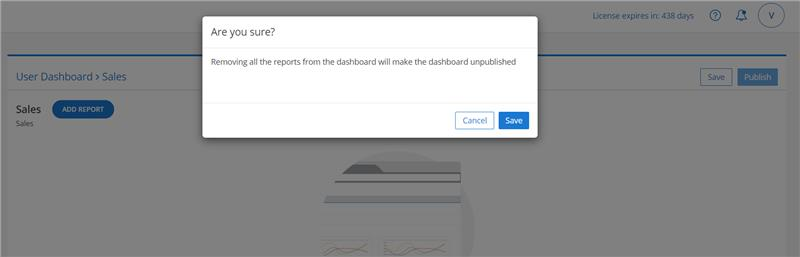 License expires in: 438 days
V
Are you sure?
Removing all the reports from the dashboard will make the dashboard unpublished
Cancel
Save
User Dashboard > Sales
Save
Publish
Sales
ADD REPORT
Sales